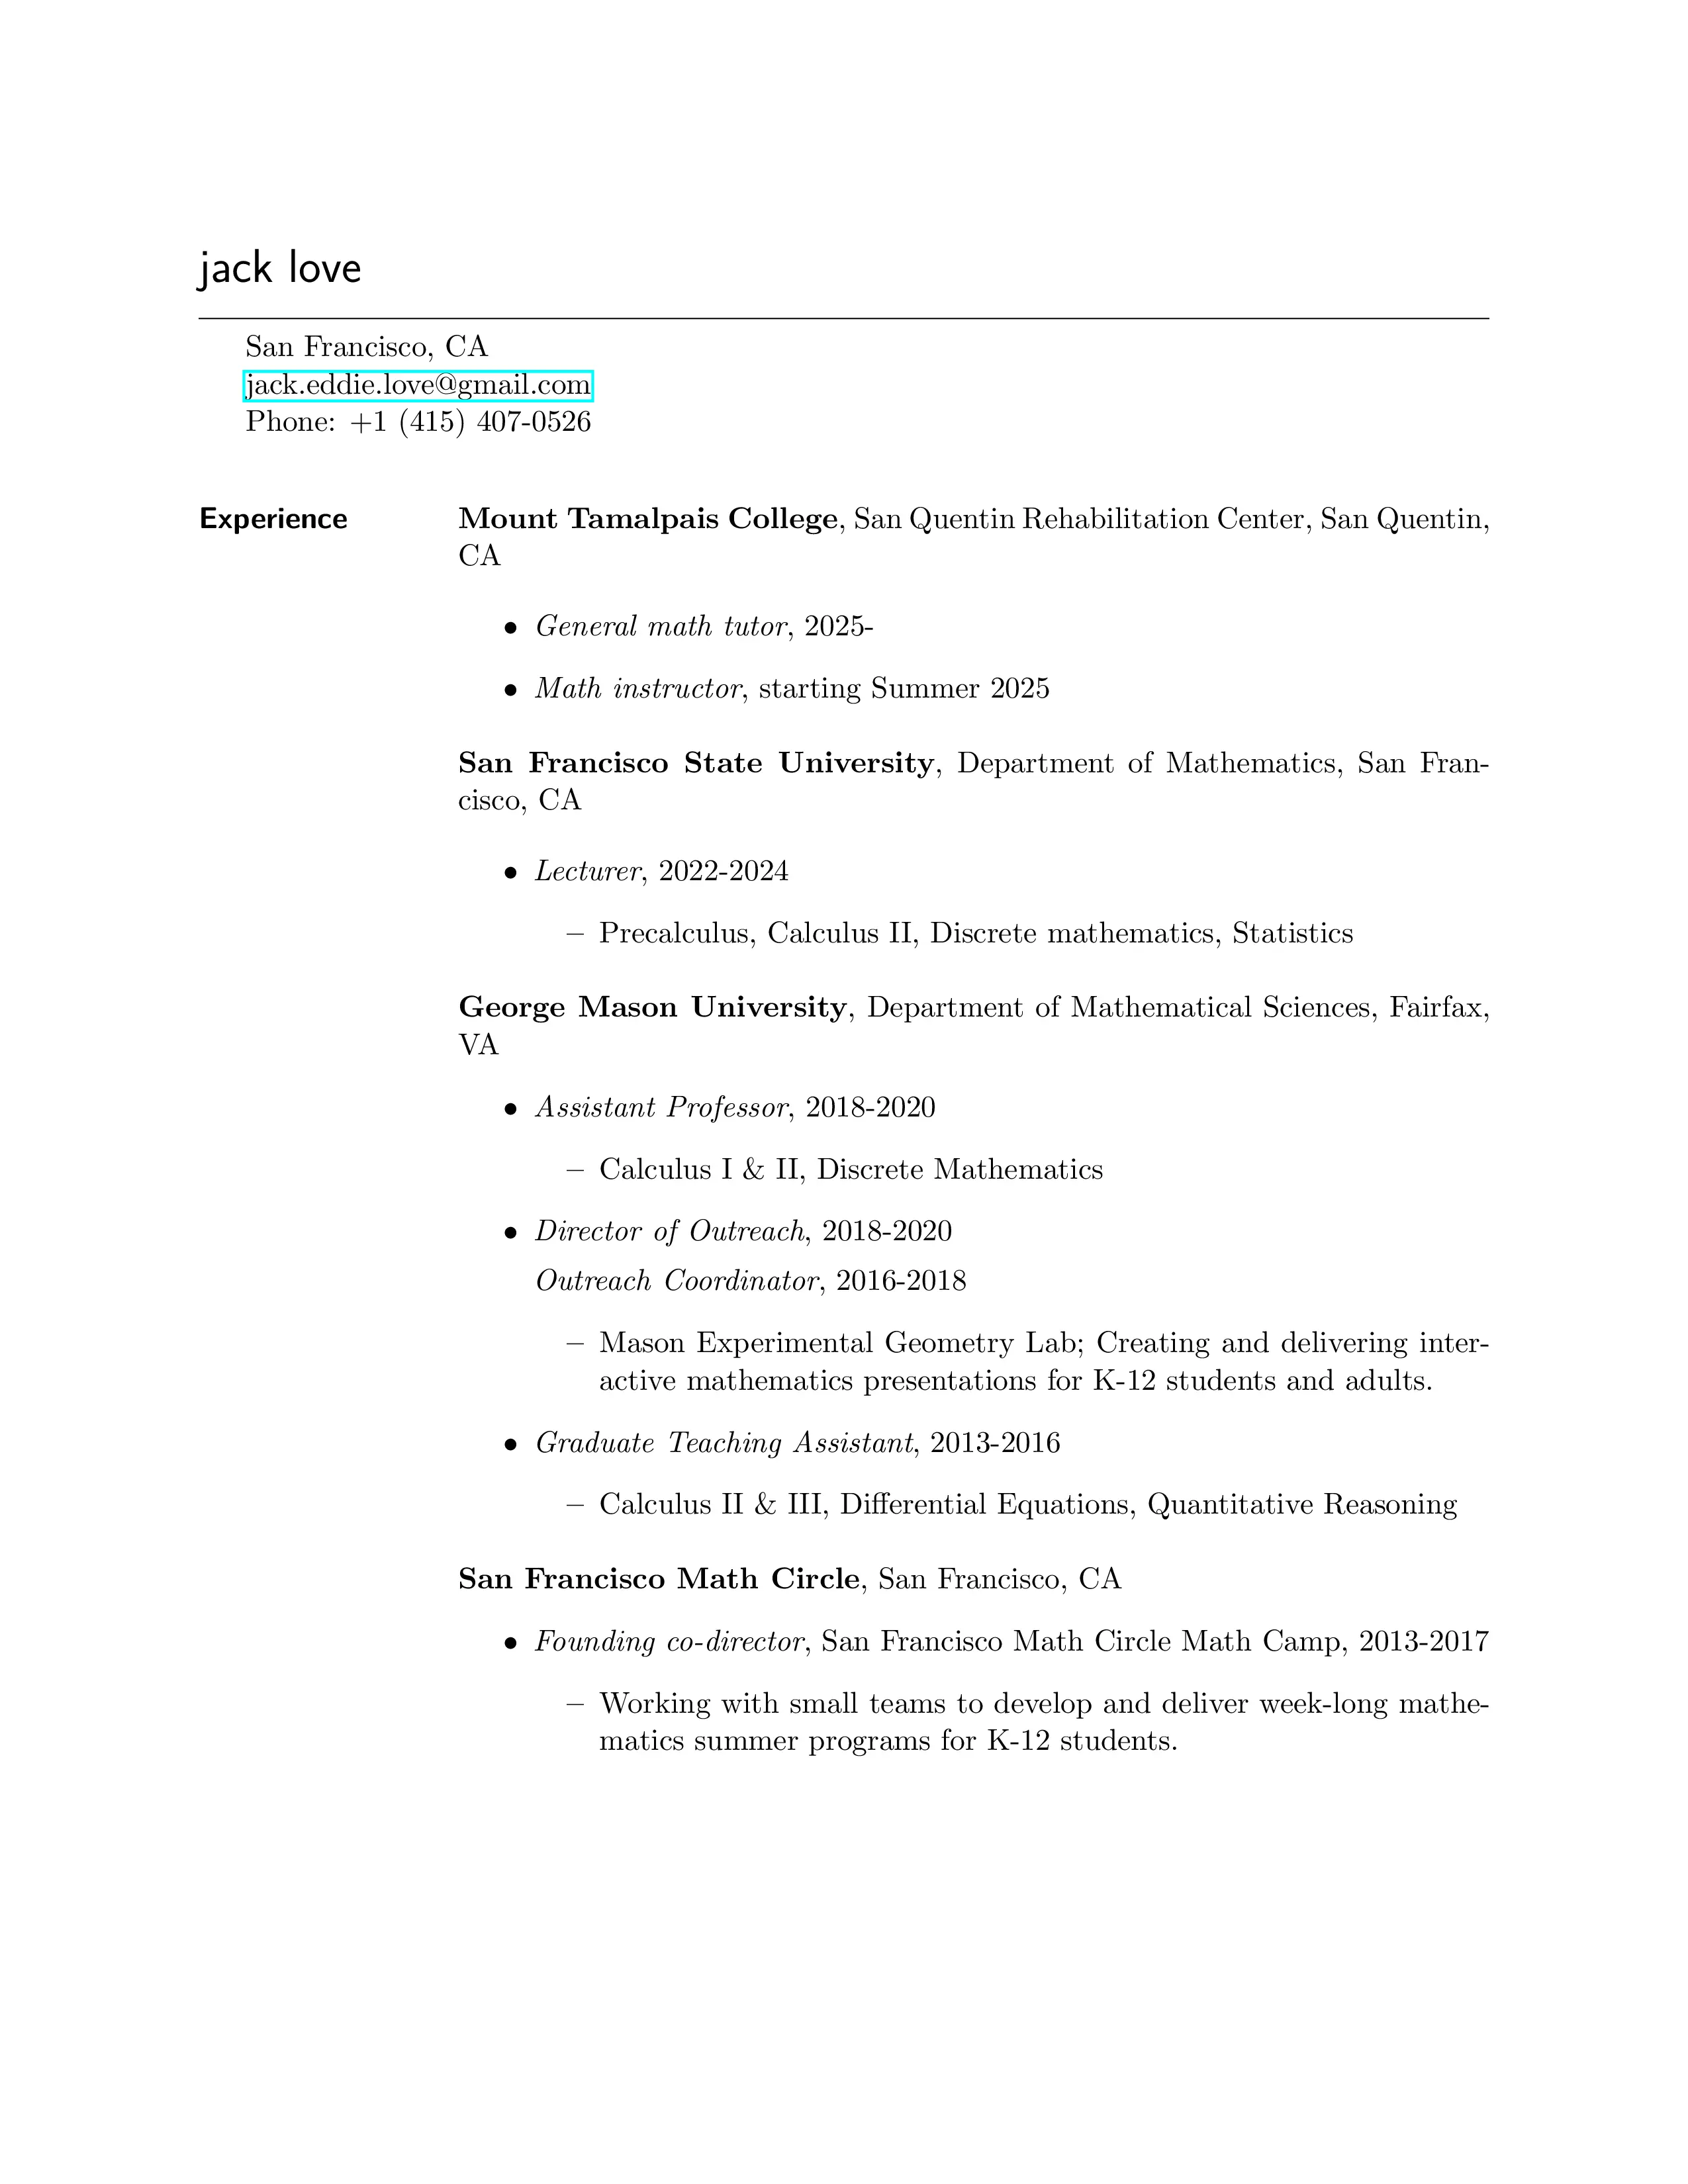 jack love
San Francisco, CA
jack.eddie.love@gmail.com
Phone: +1 (415) 407-0526
Experience
Mount Tamalpais College, San Quentin Rehabilitation Center, San Quentin,
CA
• General math tutor, 2025-
• Math instructor, starting Summer 2025
San Francisco State University, Department of Mathematics, San Fran-
cisco, CA
• Lecturer, 2022-2024
– Precalculus, Calculus II, Discrete mathematics, Statistics
George Mason University, Department of Mathematical Sciences, Fairfax,
VA
• Assistant Professor, 2018-2020
– Calculus I & II, Discrete Mathematics
• Director of Outreach, 2018-2020
Outreach Coordinator, 2016-2018
– Mason Experimental Geometry Lab; Creating and delivering inter-
active mathematics presentations for K-12 students and adults.
• Graduate Teaching Assistant, 2013-2016
– Calculus II & III, Differential Equations, Quantitative Reasoning
San Francisco Math Circle, San Francisco, CA
• Founding co-director, San Francisco Math Circle Math Camp, 2013-2017
– Working with small teams to develop and deliver week-long mathe-
matics summer programs for K-12 students.